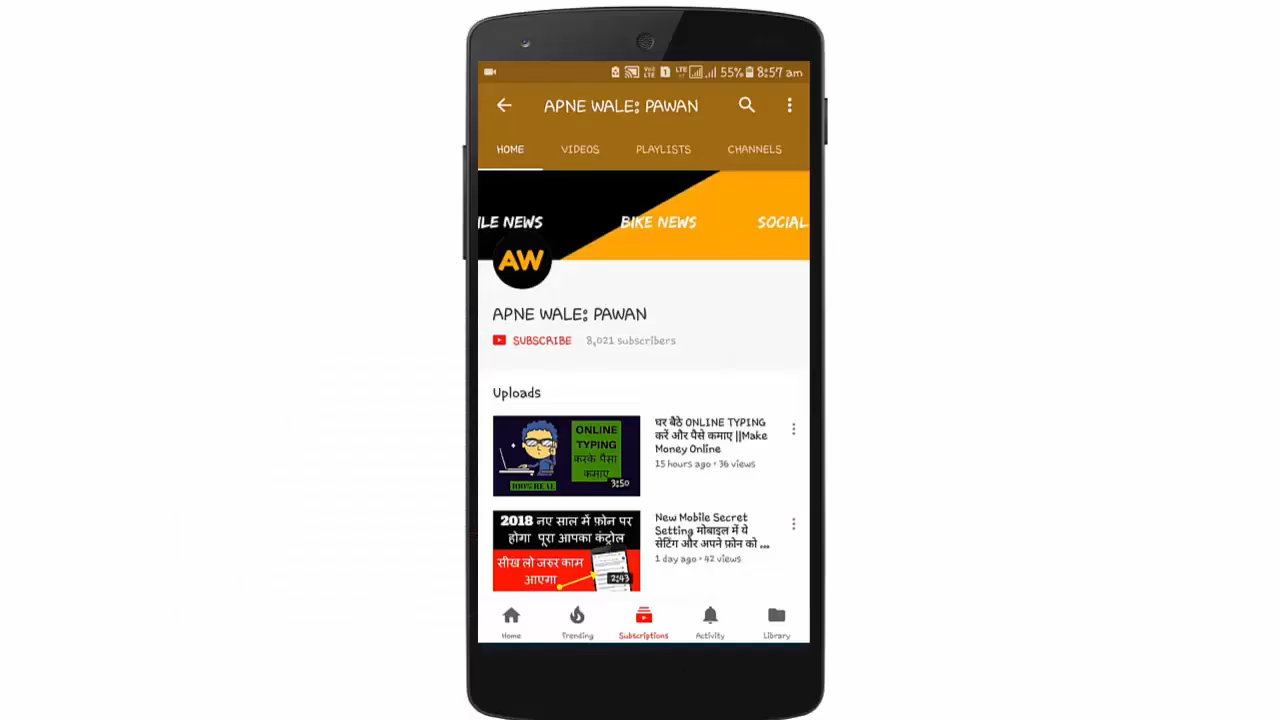 55% 8:57 am
APNE WALE: PAWAN
HOME VIDEOS PLAYLISTS CHANNELS
ILE NEWS BIKE NEWS SOCIAL
AW
APNE WALE: PAWAN
SUBSCRIBE 8,021 subscribers
Uploads
ONLINE
TYPING
करके पैसा
कमाए
100% REAL
3:50
घर बैठे ONLINE TYPING
करें और पैसे कमाए ||Make
Money Online
15 hours ago • 36 views
2018 नए साल में फ़ोन पर
होगा पूरा आपका कंट्रोल
सीख लो जरुर काम
आएगा
2:43
New Mobile Secret
Setting मोबाइल में ये
सेटिंग और अपने फ़ोन को ...
1 day ago • 42 views
Home Trending Subscriptions Activity Library